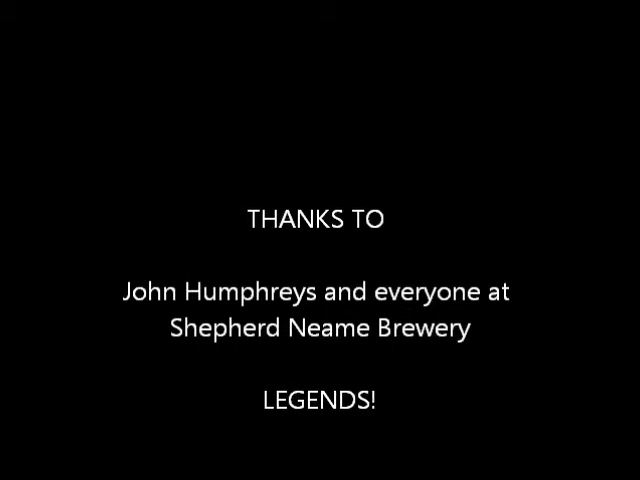 THANKS TO
John Humphreys and everyone at
Shepherd Neame Brewery
LEGENDS!